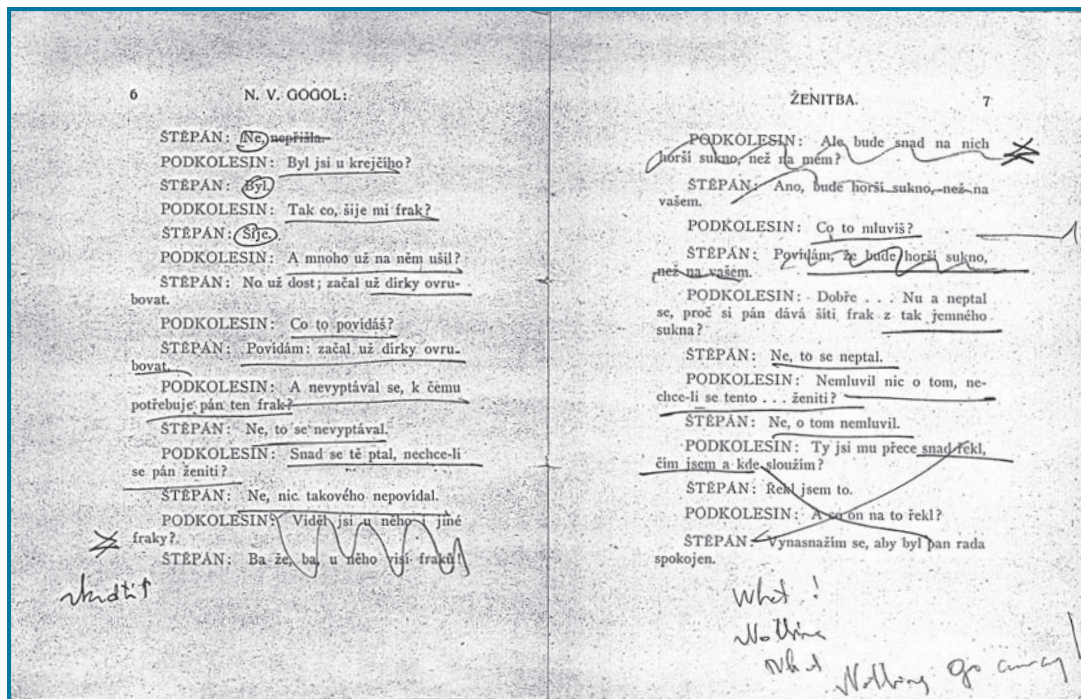 6 N. V. GOGOL:
ŠTĚPÁN: Ne, nepřišla.
PODKOLESIN: Byl jsi u krejčího?
ŠTĚPÁN: Byl.
PODKOLESIN: Tak co, šije mi frak?
ŠTĚPÁN: Šije.
PODKOLESIN: A mnoho už na něm ušil?
ŠTĚPÁN: No už dost; začal už dírky ovru-
bovat.
PODKOLESIN: Co to povídáš?
ŠTĚPÁN: Povídám: začal už dírky ovru-
bovat.
PODKOLESIN: A nevyptával se, k čemu
potřebuje pán ten frak?
ŠTĚPÁN: Ne, to se nevyptával.
PODKOLESIN: Snad se tě ptal, nechce-li
se pán ženiti?
ŠTĚPÁN: Ne, nic takového nepovídal.
PODKOLESIN: Viděl jsi u něho i jiné
fraky?
ŠTĚPÁN: Ba že, ba, u něho visí fraků!
ŽENITBA. 7
PODKOLESIN: Ale bude snad na nich
horší sukno, než na mém?
ŠTĚPÁN: Ano, bude horší sukno, než na
vašem.
PODKOLESIN: Co to mluvíš?
ŠTĚPÁN: Povídám, že bude horší sukno,
než na vašem.
PODKOLESIN: Dobře . . . Nu a neptal
se, proč si pán dává šíti frak z tak jemného
sukna?
ŠTĚPÁN: Ne, to se neptal.
PODKOLESIN: Nemluvil nic o tom, ne-
chce-li se tento . . . ženiti?
ŠTĚPÁN: Ne, o tom nemluvil.
PODKOLESIN: Ty jsi mu přece snad řekl,
čím jsem a kde sloužím?
ŠTĚPÁN: Řekl jsem to.
PODKOLESIN: A co on na to řekl?
ŠTĚPÁN: Vynasnažím se, aby byl pan rada
spokojen.
What!
Nothing
What
Nothing go away!